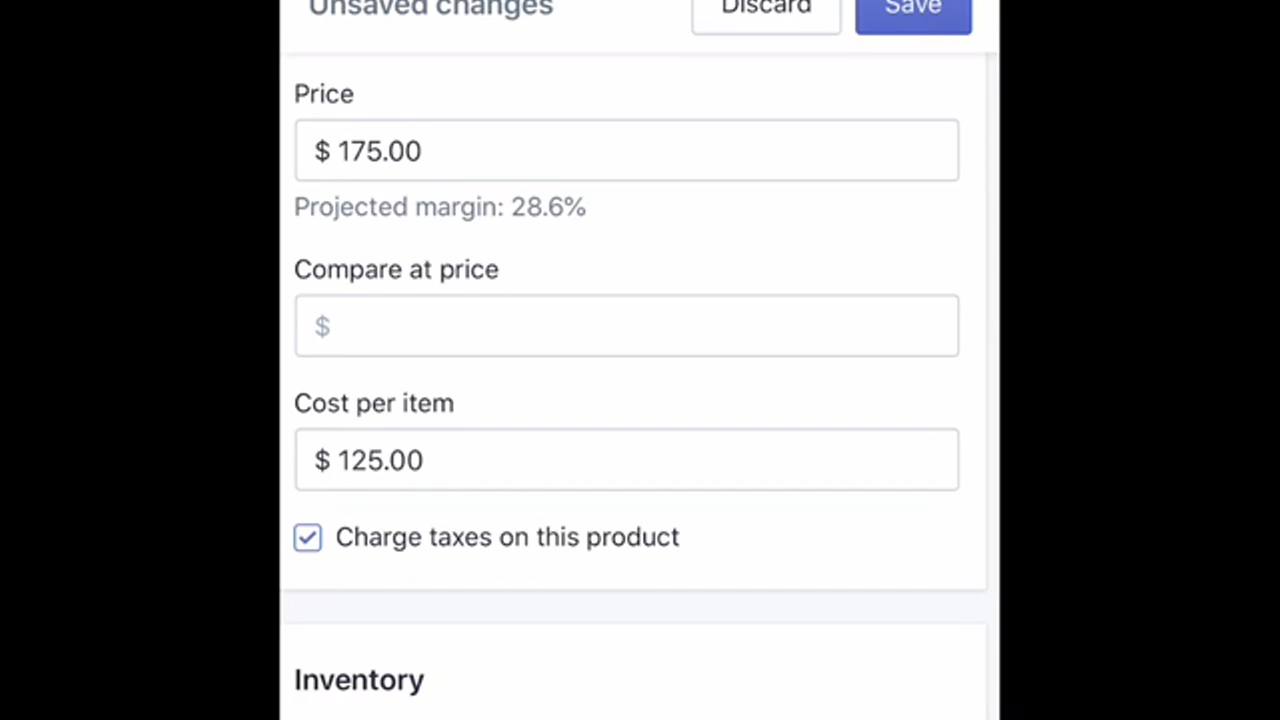 Unsaved changes
Discard
Save
Price
$ 175.00
Projected margin: 28.6%
Compare at price
$
Cost per item
$ 125.00
Charge taxes on this product
Inventory